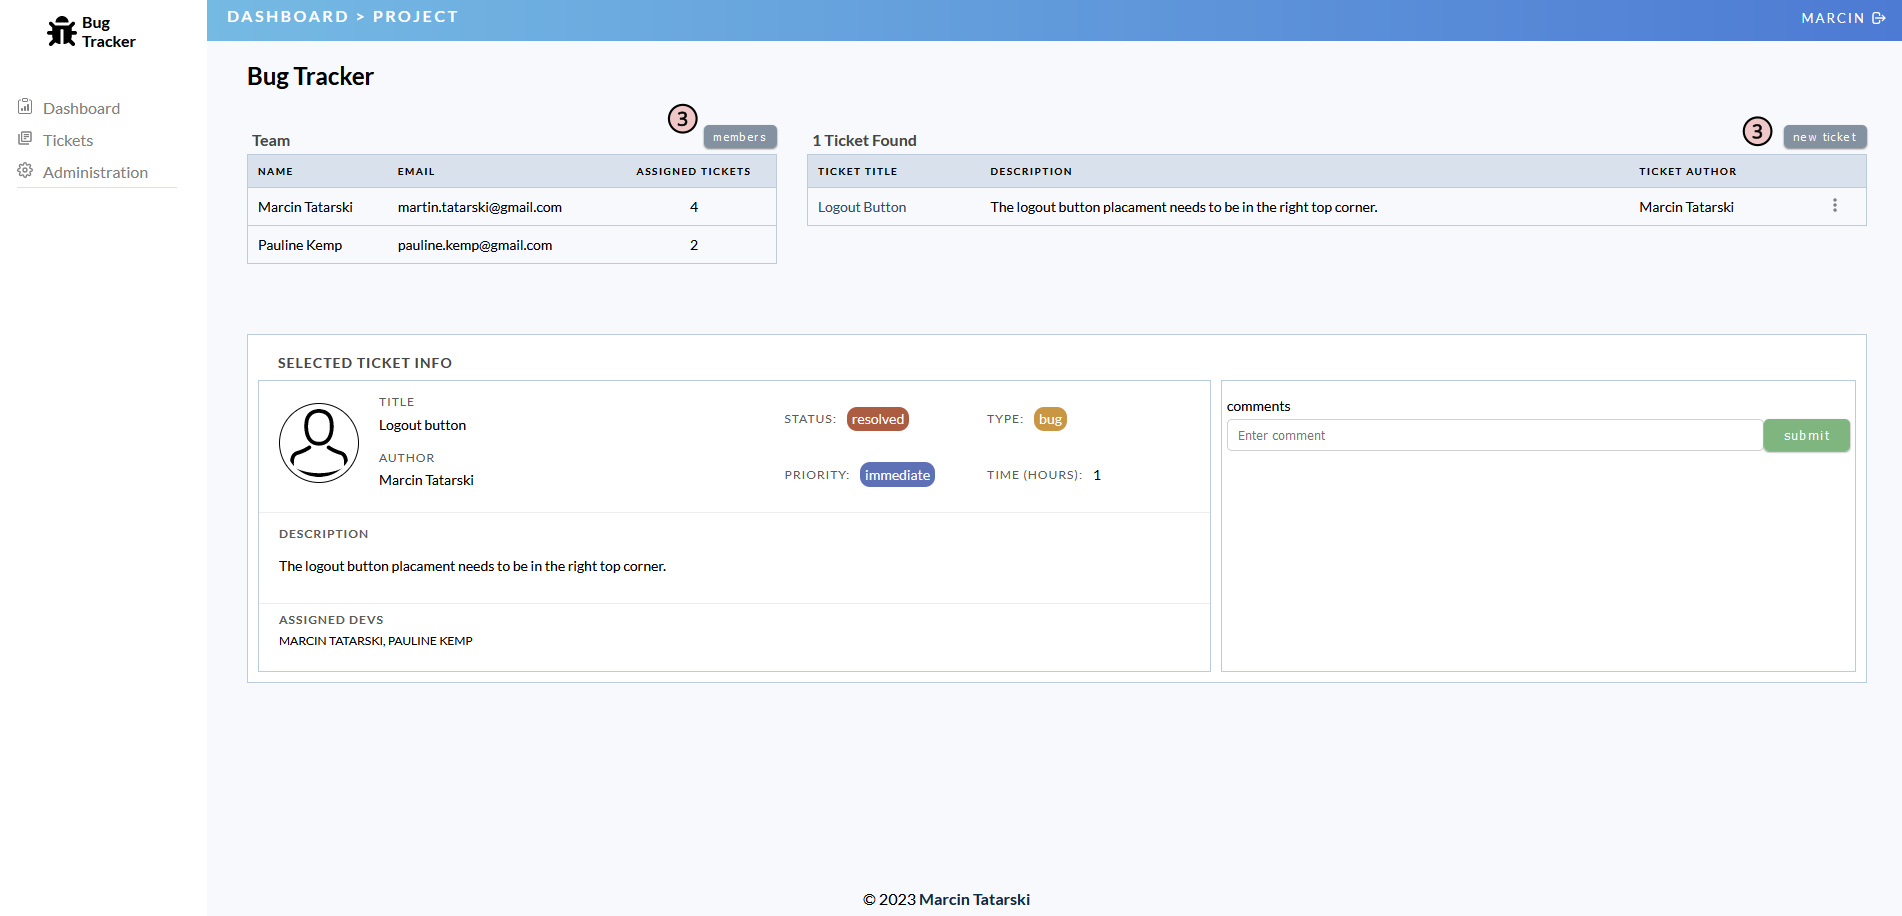 Bug
Tracker
Dashboard
Tickets
Administration
DASHBOARD > PROJECT
MARCIN
Bug Tracker
Team
3
members
NAME EMAIL ASSIGNED TICKETS
Marcin Tatarski martin.tatarski@gmail.com 4
Pauline Kemp pauline.kemp@gmail.com 2
1 Ticket Found
3
new ticket
TICKET TITLE DESCRIPTION TICKET AUTHOR
Logout Button The logout button placament needs to be in the right top corner. Marcin Tatarski
SELECTED TICKET INFO
TITLE
Logout button
AUTHOR
Marcin Tatarski
STATUS: resolved
TYPE: bug
PRIORITY: immediate
TIME (HOURS): 1
DESCRIPTION
The logout button placament needs to be in the right top corner.
ASSIGNED DEVS
MARCIN TATARSKI, PAULINE KEMP
comments
Enter comment
submit
© 2023 Marcin Tatarski